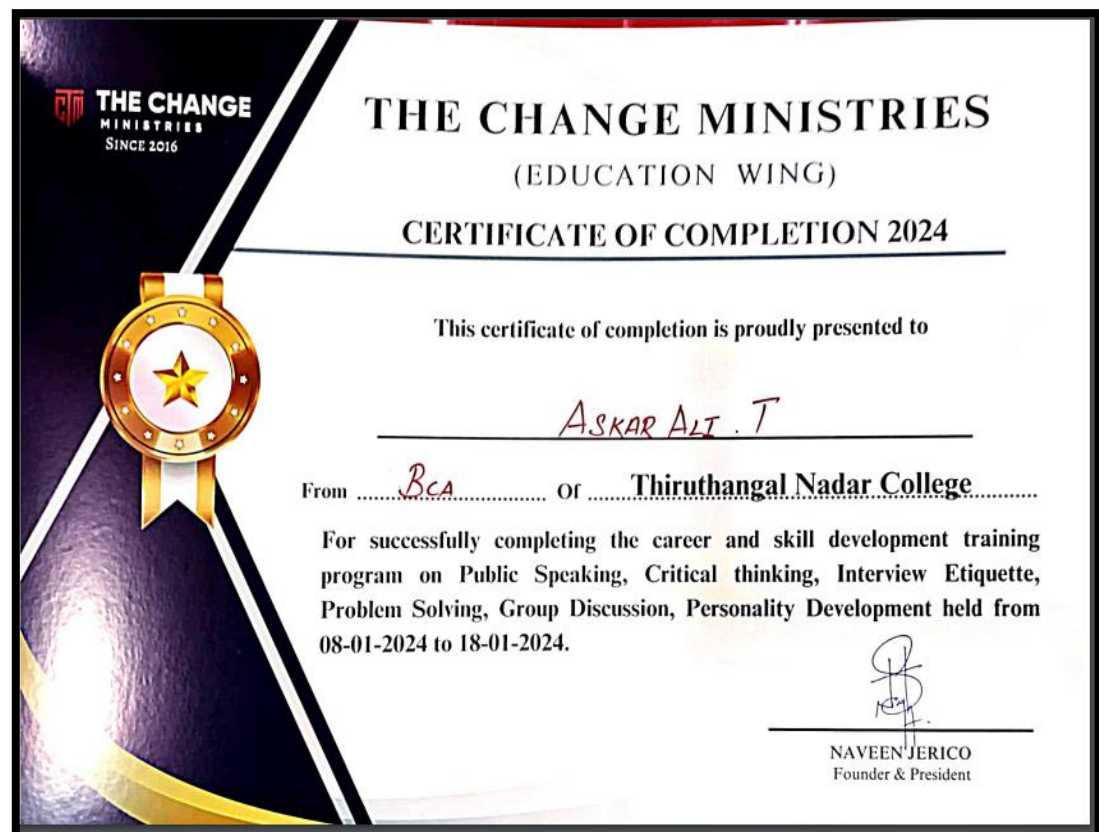 THE CHANGE
MINISTRIES
SINCE 2016
THE CHANGE MINISTRIES
(EDUCATION WING)
CERTIFICATE OF COMPLETION 2024
This certificate of completion is proudly presented to
ASKAR ALI . T
From ........BCA.............. Of ........Thiruthangal Nadar College............
For successfully completing the career and skill development training
program on Public Speaking, Critical thinking, Interview Etiquette,
Problem Solving, Group Discussion, Personality Development held from
08-01-2024 to 18-01-2024.
NAVEEN JERICO
Founder & President